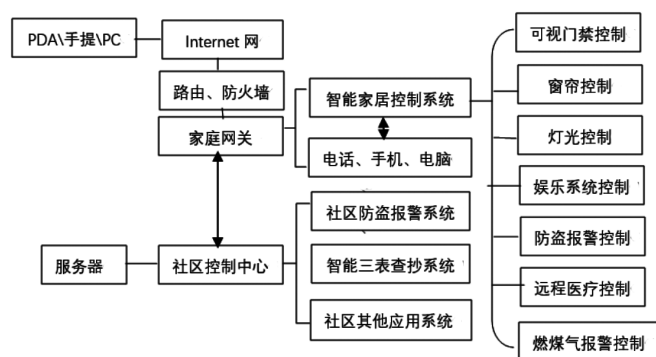 PDA\手提\PC
Internet 网
路由、防火墙
家庭网关
智能家居控制系统
电话、手机、电脑
社区防盗报警系统
服务器
社区控制中心
智能三表查抄系统
社区其他应用系统
可视门禁控制
窗帘控制
灯光控制
娱乐系统控制
防盗报警控制
远程医疗控制
燃煤气报警控制